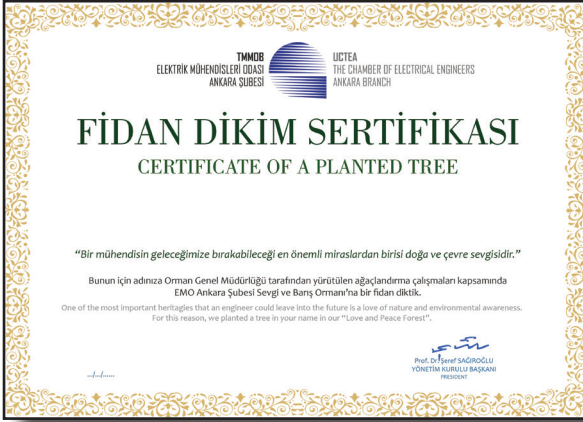 TMMOB
ELEKTRİK MÜHENDİSLERİ ODASI
ANKARA ŞUBESİ
UCTEA
THE CHAMBER OF ELECTRICAL ENGINEERS
ANKARA BRANCH
FİDAN DİKİM SERTİFİKASI
CERTIFICATE OF A PLANTED TREE
“Bir mühendisin geleceğimize bırakabileceği en önemli miraslardan birisi doğa ve çevre sevgisidir.”
Bunun için adınıza Orman Genel Müdürlüğü tarafından yürütülen ağaçlandırma çalışmaları kapsamında
EMO Ankara Şubesi Sevgi ve Barış Ormanı'na bir fidan diktik.
One of the most important heritagies that an engineer could leave into the future is a love of nature and environmental awareness.
For this reason, we planted a tree in your name in our “Love and Peace Forest”.
Prof. Dr. Şeref SAĞIROĞLU
YÖNETİM KURULU BAŞKANI
PRESIDENT
.../.../......